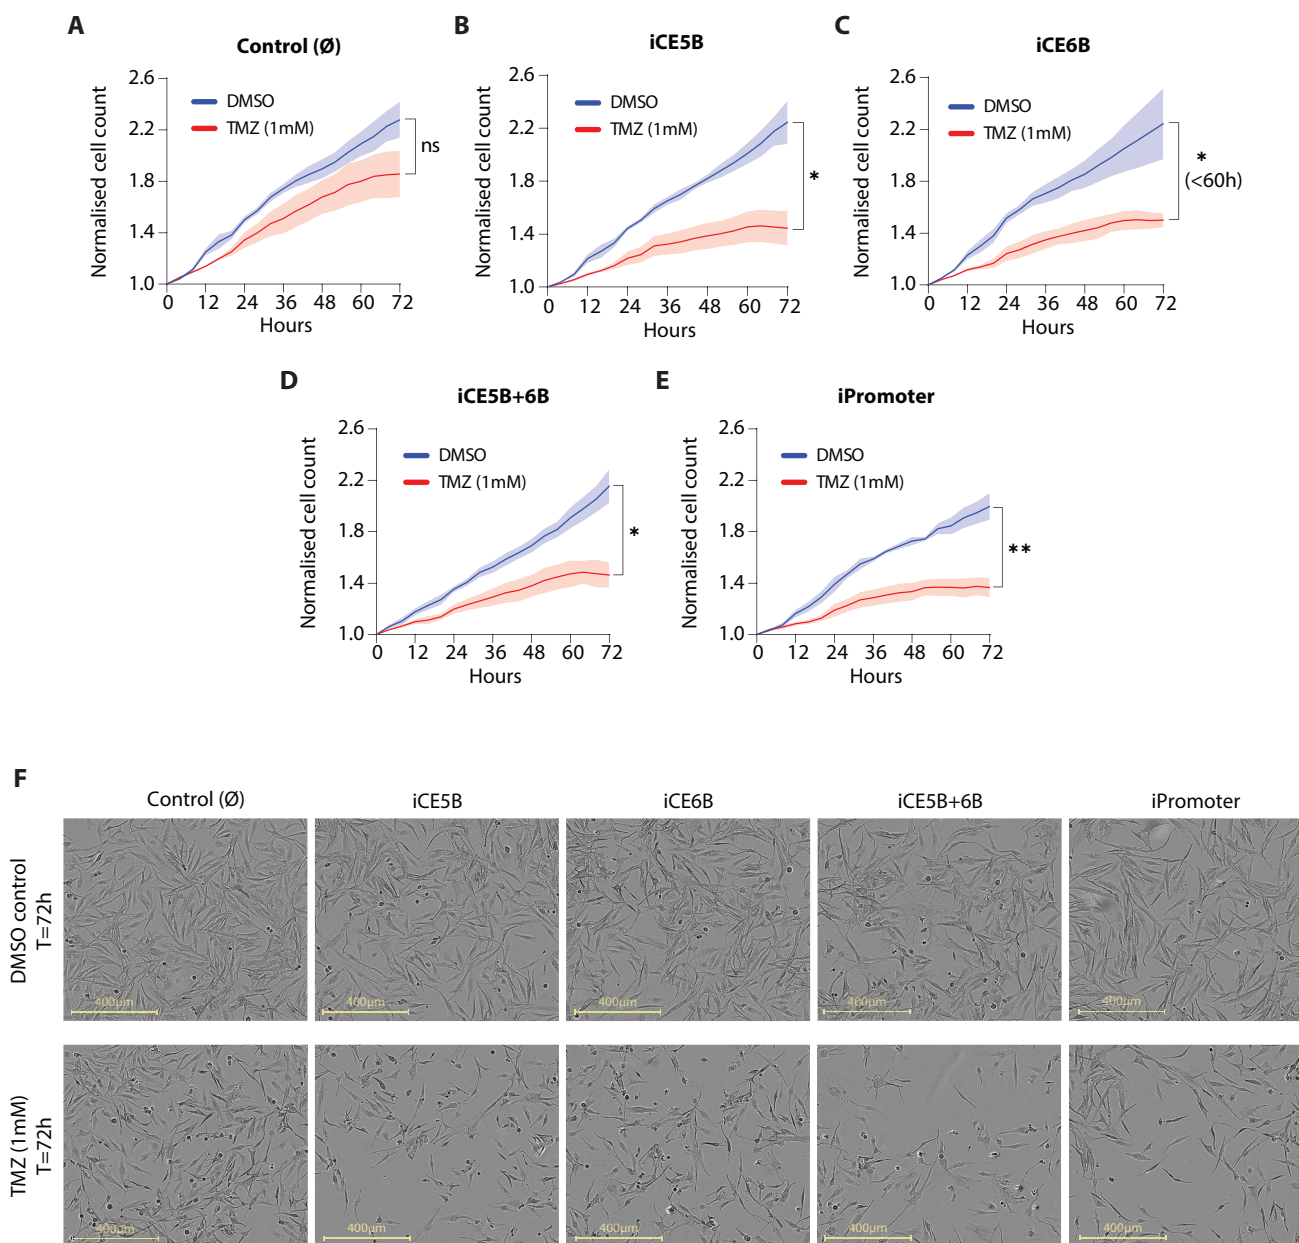 A
Control (Ø)
Normalised cell count
2.6
2.2
1.8
1.4
1.0
DMSO
TMZ (1mM)
ns
0 12 24 36 48 60 72
Hours
B
iCE5B
Normalised cell count
2.6
2.2
1.8
1.4
1.0
DMSO
TMZ (1mM)
*
0 12 24 36 48 60 72
Hours
C
iCE6B
Normalised cell count
2.6
2.2
1.8
1.4
1.0
DMSO
TMZ (1mM)
*
(<60h)
0 12 24 36 48 60 72
Hours
D
iCE5B+6B
Normalised cell count
2.6
2.2
1.8
1.4
1.0
DMSO
TMZ (1mM)
*
0 12 24 36 48 60 72
Hours
E
iPromoter
Normalised cell count
2.6
2.2
1.8
1.4
1.0
DMSO
TMZ (1mM)
**
0 12 24 36 48 60 72
Hours
F
Control (Ø) iCE5B iCE6B iCE5B+6B iPromoter
DMSO control
T=72h
400µm 400µm 400µm 400µm 400µm
TMZ (1mM)
T=72h
400µm 400µm 400µm 400µm 400µm